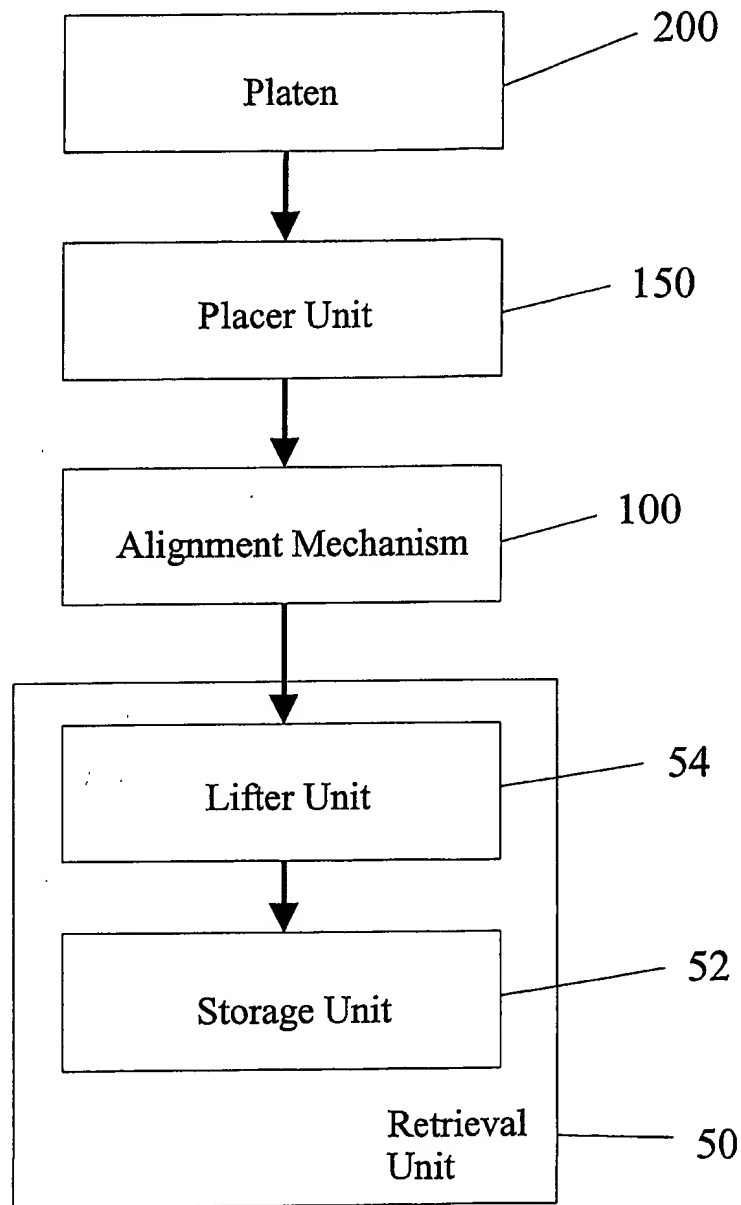 200
Platen
150
Placer Unit
100
Alignment Mechanism
54
Lifter Unit
52
Storage Unit
Retrieval
Unit
50